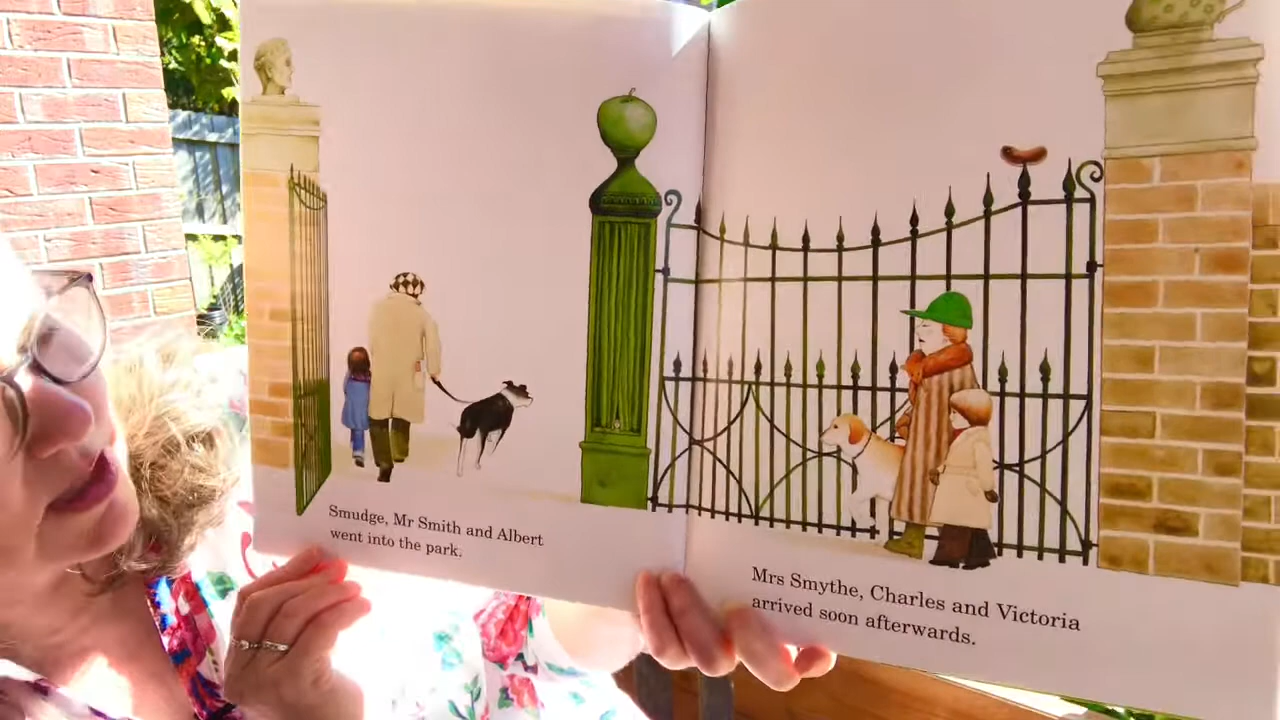 Smudge, Mr Smith and Albert
went into the park.
Mrs Smythe, Charles and Victoria
arrived soon afterwards.